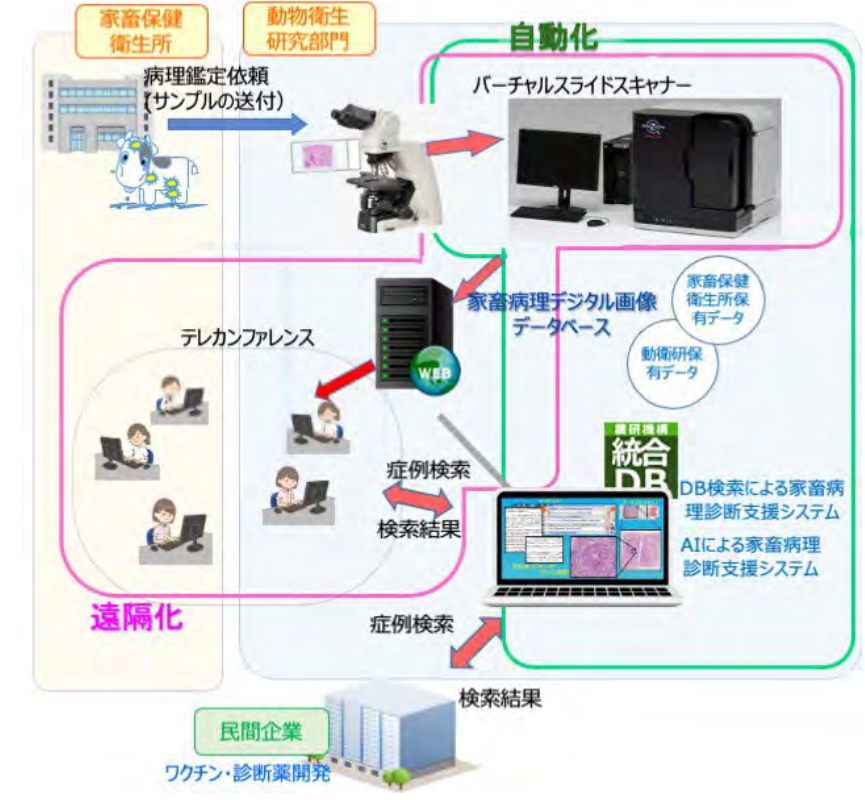 家畜保健
衛生所
動物衛生
研究部門
自動化
病理鑑定依頼
(サンプルの送付)
バーチャルスライドスキャナー
家畜病理デジタル画像
データベース
家畜保健
衛生所保
有データ
動衛研保
有データ
テレカンファレンス
WEB
農研機構
統合
DB
症例検索
検索結果
DB検索による家畜病
理診断支援システム
AIによる家畜病理
診断支援システム
遠隔化
症例検索
検索結果
民間企業
ワクチン・診断薬開発